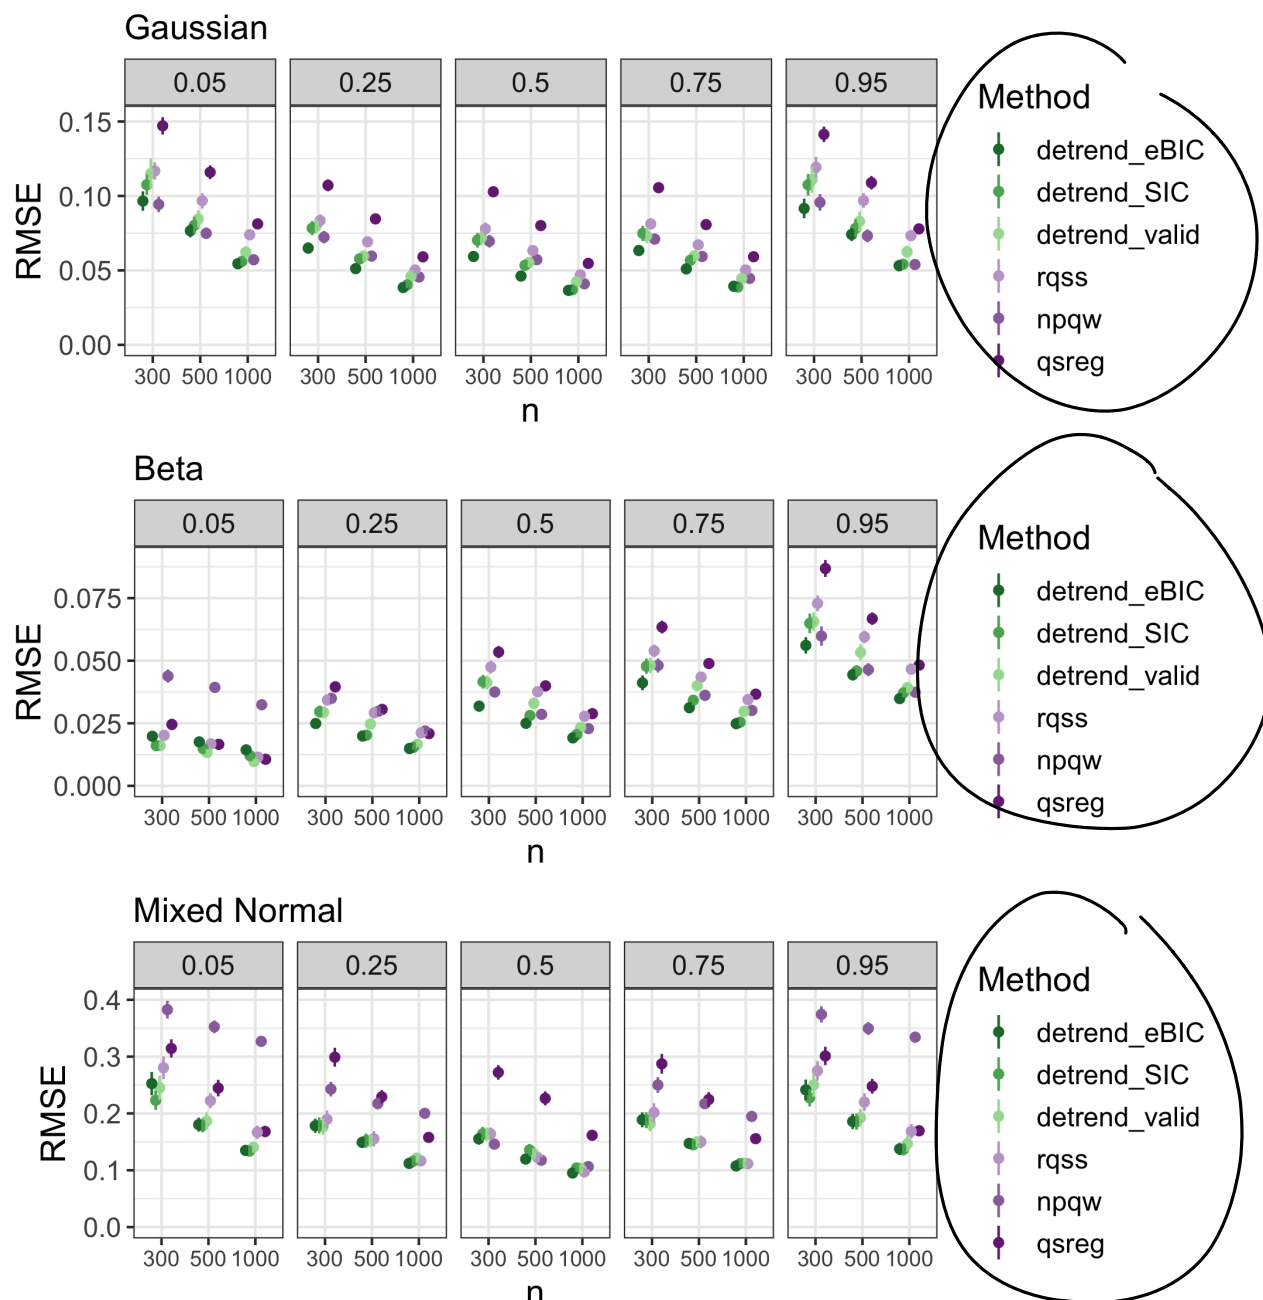 Gaussian
0.05 0.25 0.5 0.75 0.95
Method
detrend_eBIC
detrend_SIC
detrend_valid
rqss
npqw
qsreg
RMSE
0.15
0.10
0.05
0.00
300 500 1000 300 500 1000 300 500 1000 300 500 1000 300 500 1000
n
Beta
0.05 0.25 0.5 0.75 0.95
Method
detrend_eBIC
detrend_SIC
detrend_valid
rqss
npqw
qsreg
RMSE
0.075
0.050
0.025
0.000
300 500 1000 300 500 1000 300 500 1000 300 500 1000 300 500 1000
n
Mixed Normal
0.05 0.25 0.5 0.75 0.95
Method
detrend_eBIC
detrend_SIC
detrend_valid
rqss
npqw
qsreg
RMSE
0.4
0.3
0.2
0.1
0.0
300 500 1000 300 500 1000 300 500 1000 300 500 1000 300 500 1000
n